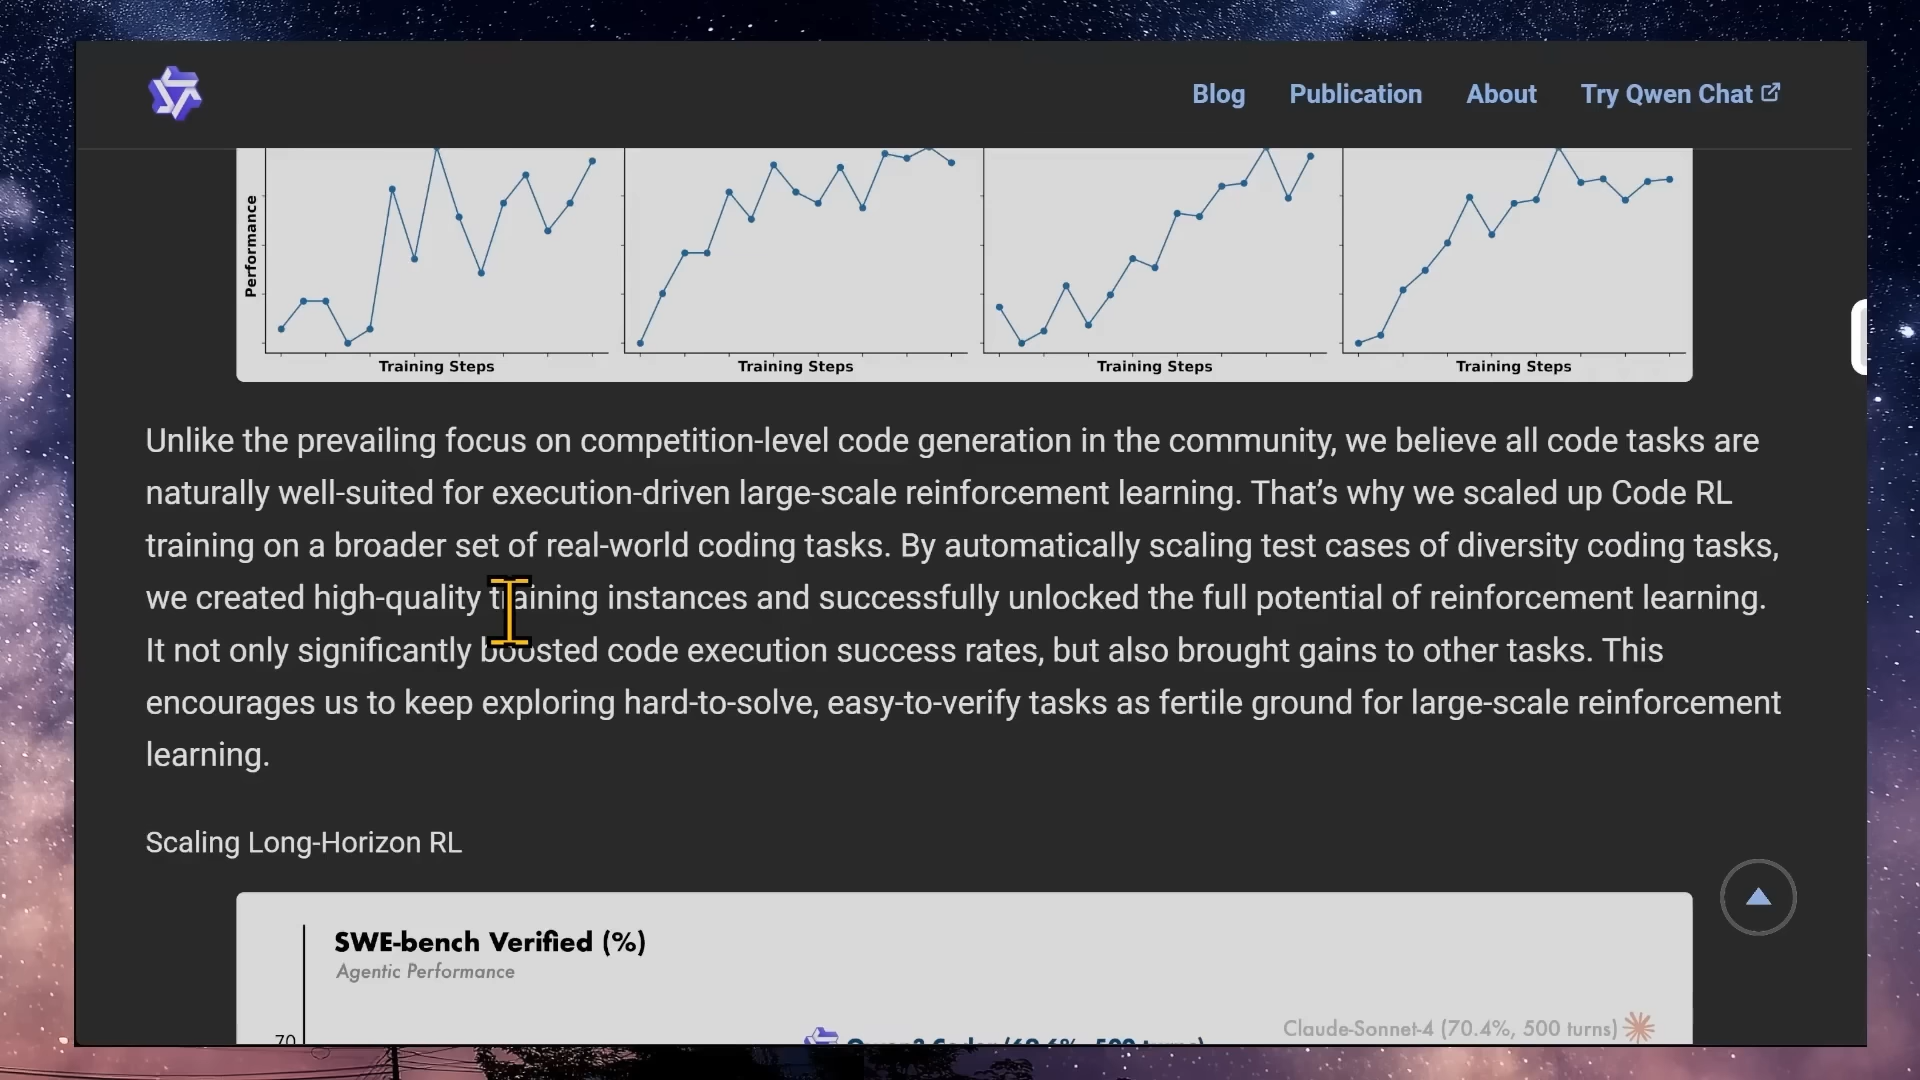 Blog Publication About Try Qwen Chat
Performance
Training Steps Training Steps Training Steps Training Steps
Unlike the prevailing focus on competition-level code generation in the community, we believe all code tasks are
naturally well-suited for execution-driven large-scale reinforcement learning. That’s why we scaled up Code RL
training on a broader set of real-world coding tasks. By automatically scaling test cases of diversity coding tasks,
we created high-quality training instances and successfully unlocked the full potential of reinforcement learning.
It not only significantly boosted code execution success rates, but also brought gains to other tasks. This
encourages us to keep exploring hard-to-solve, easy-to-verify tasks as fertile ground for large-scale reinforcement
learning.
Scaling Long-Horizon RL
SWE-bench Verified (%)
Agentic Performance
Claude-Sonnet-4 (70.4%, 500 turns)
70